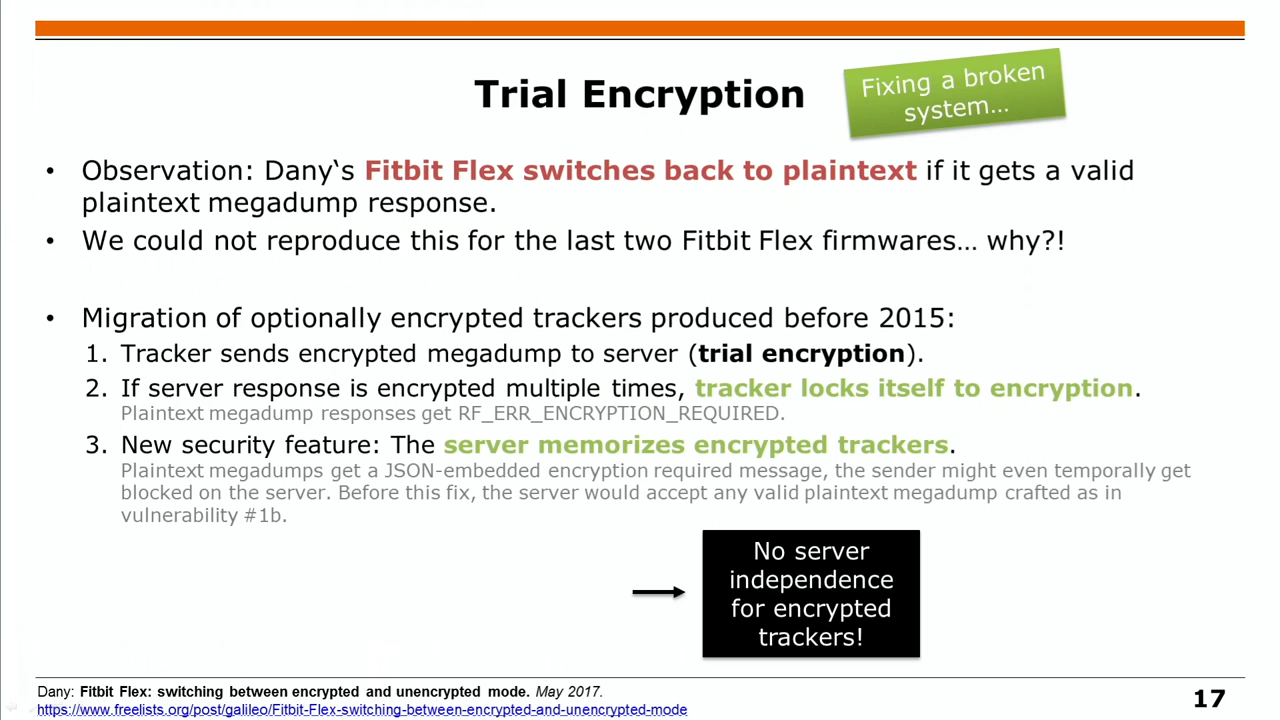 Trial Encryption
Fixing a broken
system…
• Observation: Dany‘s Fitbit Flex switches back to plaintext if it gets a valid
plaintext megadump response.
• We could not reproduce this for the last two Fitbit Flex firmwares… why?!
• Migration of optionally encrypted trackers produced before 2015:
1. Tracker sends encrypted megadump to server (trial encryption).
2. If server response is encrypted multiple times, tracker locks itself to encryption.
Plaintext megadump responses get RF_ERR_ENCRYPTION_REQUIRED.
3. New security feature: The server memorizes encrypted trackers.
Plaintext megadumps get a JSON-embedded encryption required message, the sender might even temporally get
blocked on the server. Before this fix, the server would accept any valid plaintext megadump crafted as in
vulnerability #1b.
No server
independence
for encrypted
trackers!
Dany: Fitbit Flex: switching between encrypted and unencrypted mode. May 2017.
https://www.freelists.org/post/galileo/Fitbit-Flex-switching-between-encrypted-and-unencrypted-mode
17